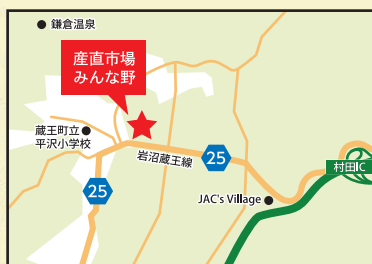 鎌倉温泉
産直市場
みんな野
蔵王町立
平沢小学校
岩沼蔵王線
25
村田IC
25
JAC's Village